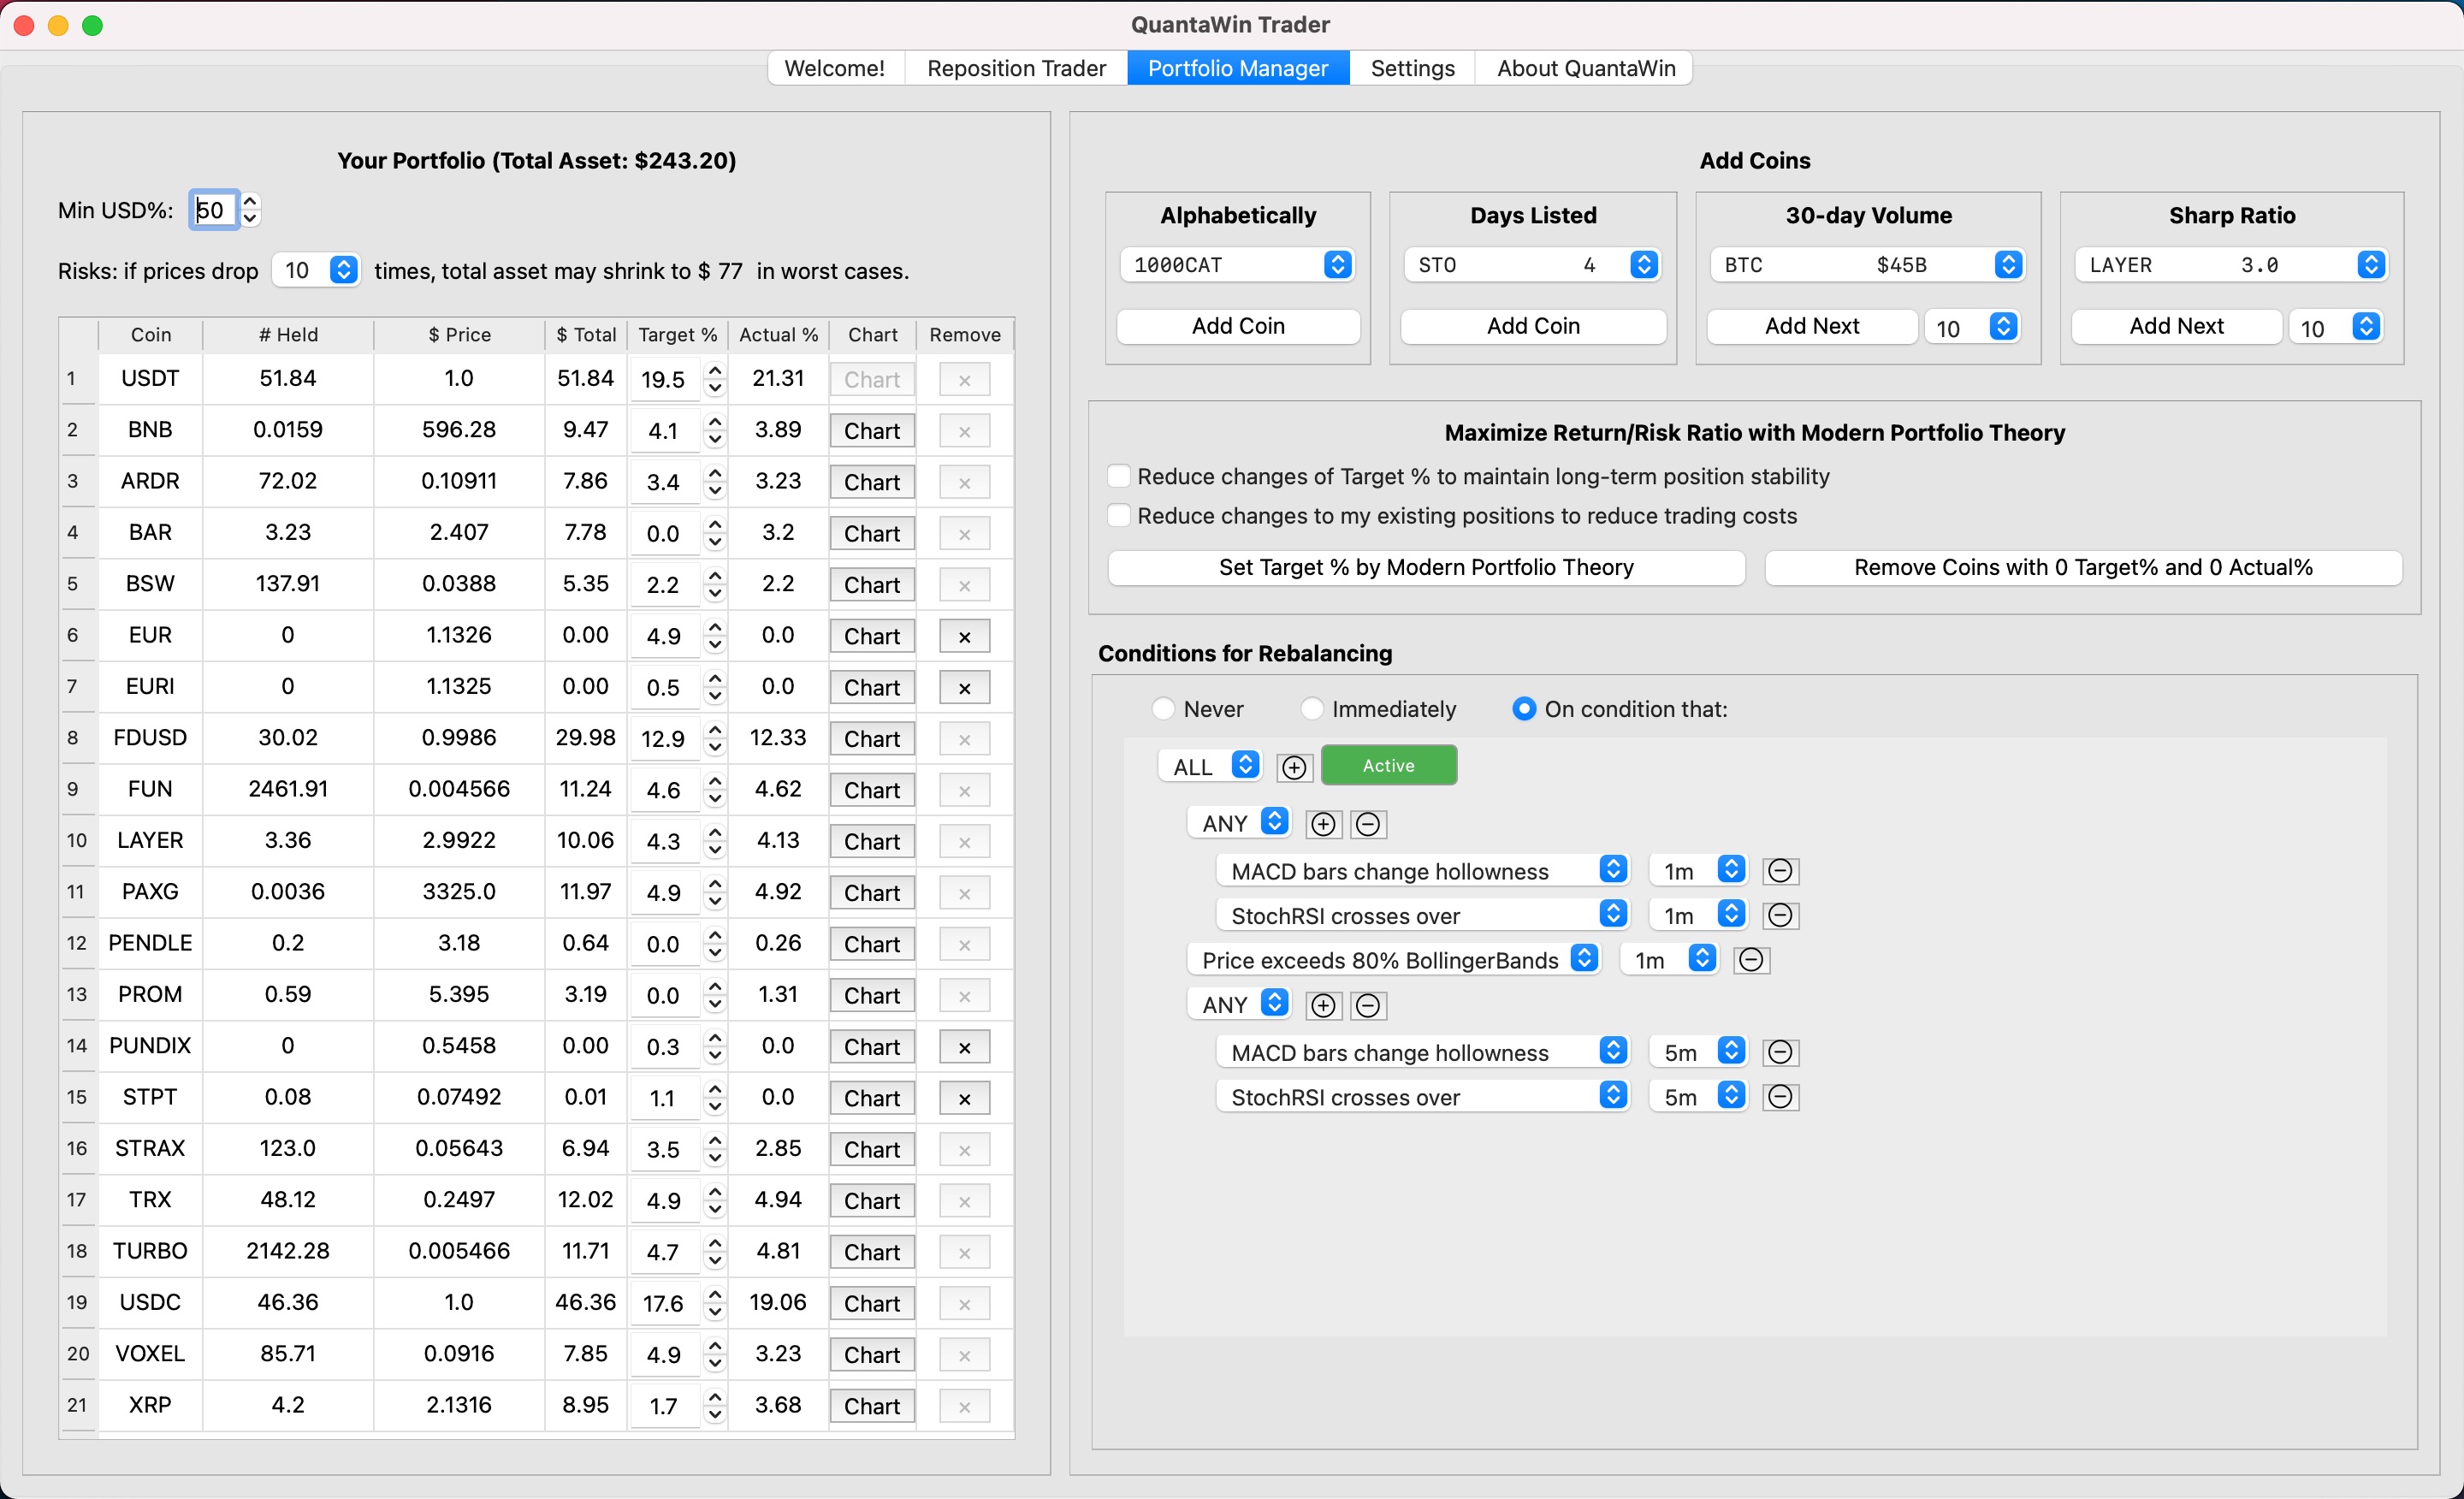 QuantaWin Trader
Welcome! Reposition Trader Portfolio Manager Settings About QuantaWin
Your Portfolio (Total Asset: $243.20)
Min USD%: 50
Risks: if prices drop 10 times, total asset may shrink to $ 77 in worst cases.
Coin # Held $ Price $ Total Target % Actual % Chart Remove
1 USDT 51.84 1.0 51.84 19.5 21.31 Chart ×
2 BNB 0.0159 596.28 9.47 4.1 3.89 Chart ×
3 ARDR 72.02 0.10911 7.86 3.4 3.23 Chart ×
4 BAR 3.23 2.407 7.78 0.0 3.2 Chart ×
5 BSW 137.91 0.0388 5.35 2.2 2.2 Chart ×
6 EUR 0 1.1326 0.00 4.9 0.0 Chart ×
7 EURI 0 1.1325 0.00 0.5 0.0 Chart ×
8 FDUSD 30.02 0.9986 29.98 12.9 12.33 Chart ×
9 FUN 2461.91 0.004566 11.24 4.6 4.62 Chart ×
10 LAYER 3.36 2.9922 10.06 4.3 4.13 Chart ×
11 PAXG 0.0036 3325.0 11.97 4.9 4.92 Chart ×
12 PENDLE 0.2 3.18 0.64 0.0 0.26 Chart ×
13 PROM 0.59 5.395 3.19 0.0 1.31 Chart ×
14 PUNDIX 0 0.5458 0.00 0.3 0.0 Chart ×
15 STPT 0.08 0.07492 0.01 1.1 0.0 Chart ×
16 STRAX 123.0 0.05643 6.94 3.5 2.85 Chart ×
17 TRX 48.12 0.2497 12.02 4.9 4.94 Chart ×
18 TURBO 2142.28 0.005466 11.71 4.7 4.81 Chart ×
19 USDC 46.36 1.0 46.36 17.6 19.06 Chart ×
20 VOXEL 85.71 0.0916 7.85 4.9 3.23 Chart ×
21 XRP 4.2 2.1316 8.95 1.7 3.68 Chart ×
Add Coins
Alphabetically
1000CAT
Add Coin
Days Listed
STO 4
Add Coin
30-day Volume
BTC $45B
Add Next 10
Sharp Ratio
LAYER 3.0
Add Next 10
Maximize Return/Risk Ratio with Modern Portfolio Theory
Reduce changes of Target % to maintain long-term position stability
Reduce changes to my existing positions to reduce trading costs
Set Target % by Modern Portfolio Theory Remove Coins with 0 Target% and 0 Actual%
Conditions for Rebalancing
Never Immediately On condition that:
ALL Active
ANY
MACD bars change hollowness 1m
StochRSI crosses over 1m
Price exceeds 80% BollingerBands 1m
ANY
MACD bars change hollowness 5m
StochRSI crosses over 5m